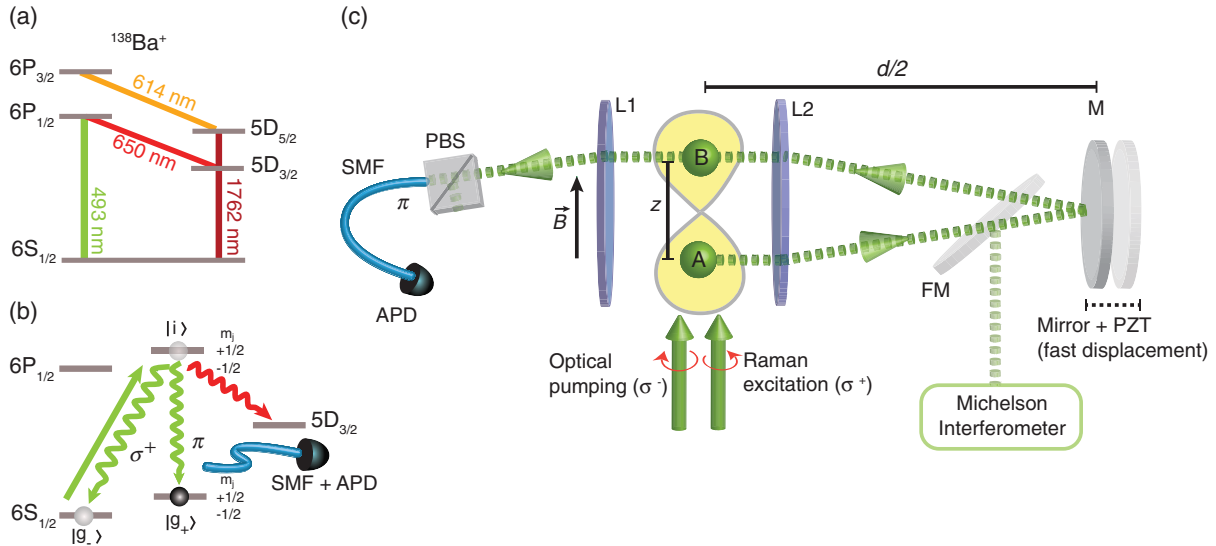 (a)
¹³⁸Ba⁺
6P₃/₂
614 nm
6P₁/₂
5D₅/₂
650 nm
5D₃/₂
493 nm
1762 nm
6S₁/₂
(b)
|i⟩
mⱼ
+1/2
-1/2
6P₁/₂
5D₃/₂
σ⁺
π
SMF + APD
mⱼ
+1/2
-1/2
6S₁/₂
|g₋⟩
|g₊⟩
(c)
d/2
L1
L2
M
PBS
SMF
π
B
B⃗
z
A
APD
FM
Mirror + PZT
(fast displacement)
Optical
pumping (σ⁻)
Raman
excitation (σ⁺)
Michelson
Interferometer